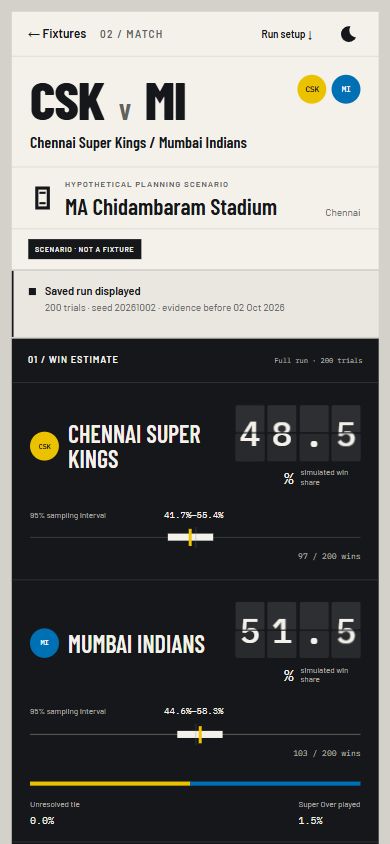 ← Fixtures 02 / MATCH Run setup ↓
CSK v MI
CSK MI
Chennai Super Kings / Mumbai Indians
HYPOTHETICAL PLANNING SCENARIO
MA Chidambaram Stadium Chennai
SCENARIO · NOT A FIXTURE
Saved run displayed
200 trials · seed 20261002 · evidence before 02 Oct 2026
01 / WIN ESTIMATE Full run · 200 trials
CSK
CHENNAI SUPER
KINGS
48.5
% simulated win
share
95% sampling interval 41.7%–55.4%
97 / 200 wins
MI
MUMBAI INDIANS
51.5
% simulated win
share
95% sampling interval 44.6%–58.3%
103 / 200 wins
Unresolved tie Super Over played
0.0% 1.5%